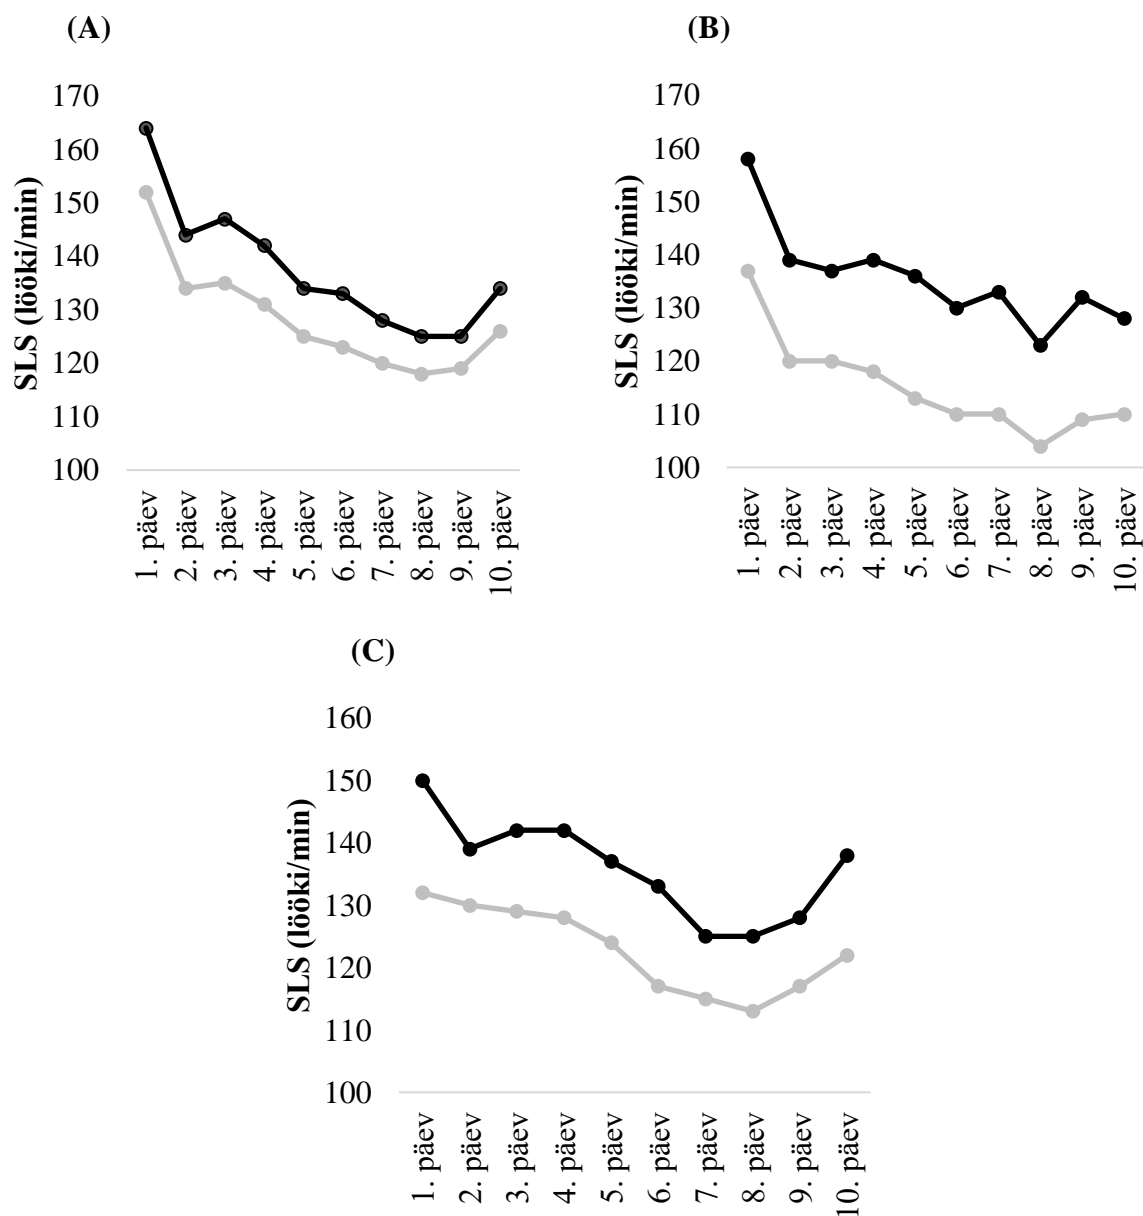 (A)
170
160
150
140
130
120
110
100
SLS (lööki/min)
1. päev
2. päev
3. päev
4. päev
5. päev
6. päev
7. päev
8. päev
9. päev
10. päev
(B)
170
160
150
140
130
120
110
100
SLS (lööki/min)
1. päev
2. päev
3. päev
4. päev
5. päev
6. päev
7. päev
8. päev
9. päev
10. päev
(C)
160
150
140
130
120
110
100
SLS (lööki/min)
1. päev
2. päev
3. päev
4. päev
5. päev
6. päev
7. päev
8. päev
9. päev
10. päev